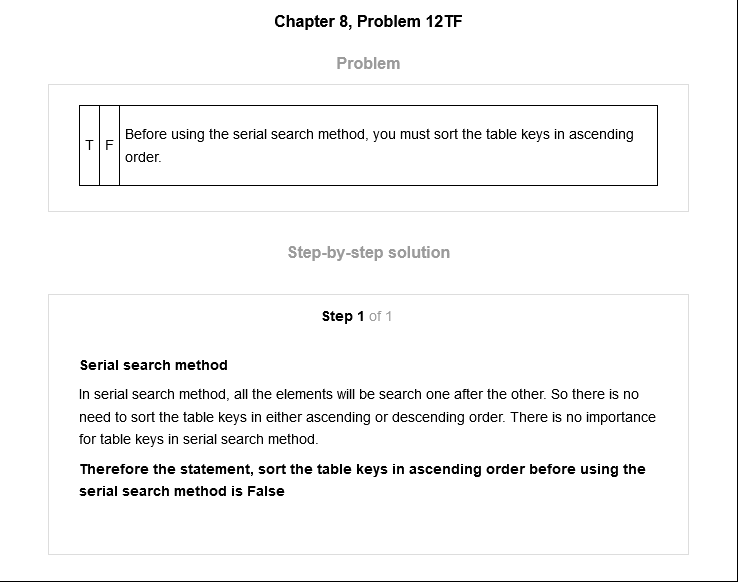 Chapter 8, Problem 12TF
Problem
T F Before using the serial search method, you must sort the table keys in ascending
order.
Step-by-step solution
Step 1 of 1
Serial search method
In serial search method, all the elements will be search one after the other. So there is no
need to sort the table keys in either ascending or descending order. There is no importance
for table keys in serial search method.
Therefore the statement, sort the table keys in ascending order before using the
serial search method is False